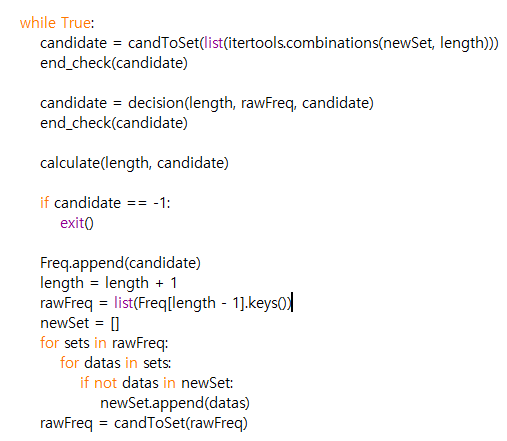 while True:
candidate = candToSet(list(itertools.combinations(newSet, length)))
end_check(candidate)
candidate = decision(length, rawFreq, candidate)
end_check(candidate)
calculate(length, candidate)
if candidate == -1:
exit()
Freq.append(candidate)
length = length + 1
rawFreq = list(Freq[length - 1].keys())
newSet = []
for sets in rawFreq:
for datas in sets:
if not datas in newSet:
newSet.append(datas)
rawFreq = candToSet(rawFreq)